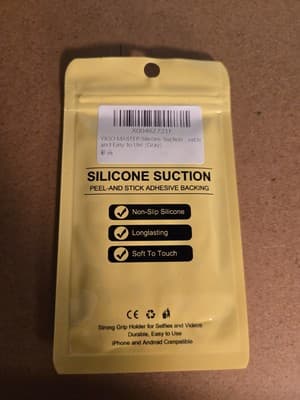 SILICONE SUCTION
PEEL-AND STICK ADHESIVE BACKING
Non-Slip Silicone
Longlasting
Soft To Touch
CE
Strong Grip Holder for Selfies and Videos
Durable, Easy to Use
iPhone and Android Compatible